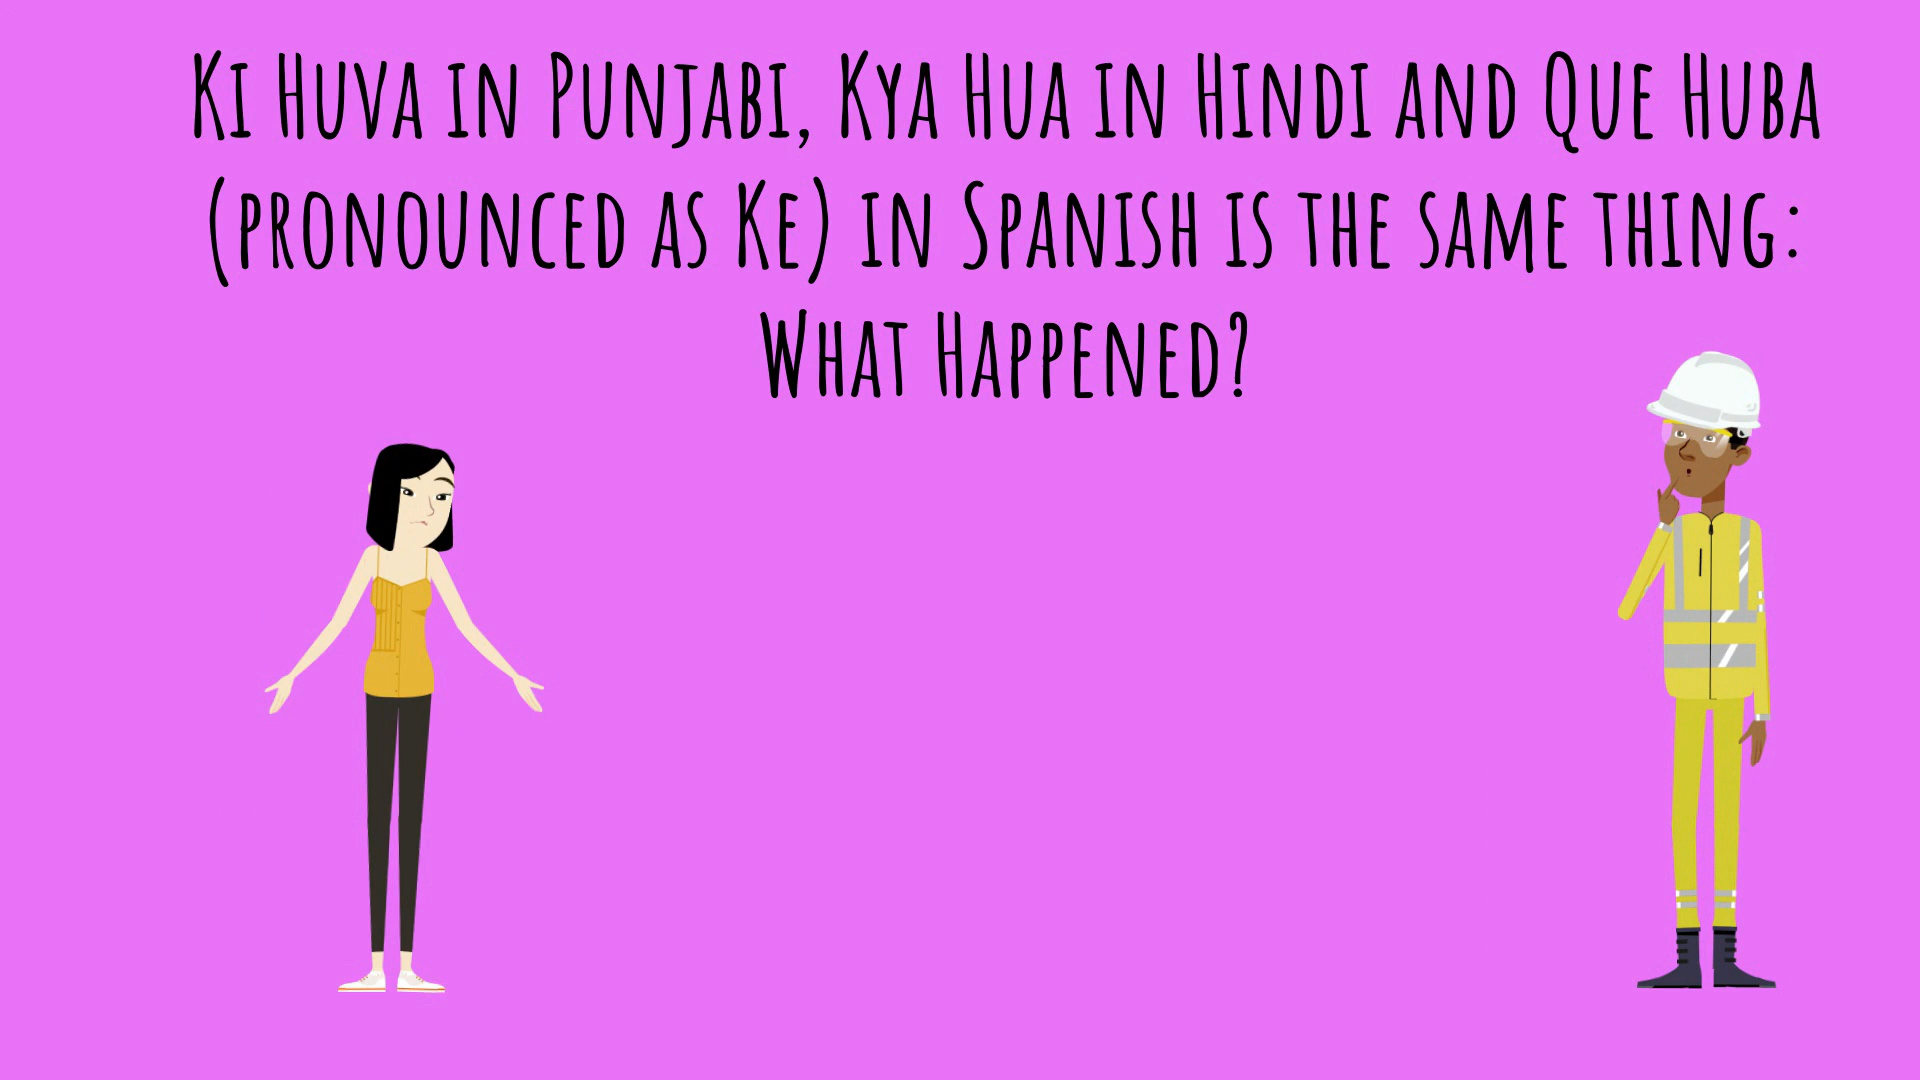 Ki Huva in Punjabi, Kya Hua in Hindi and Que Huba
(pronounced as Ke) in Spanish is the same thing:
What Happened?